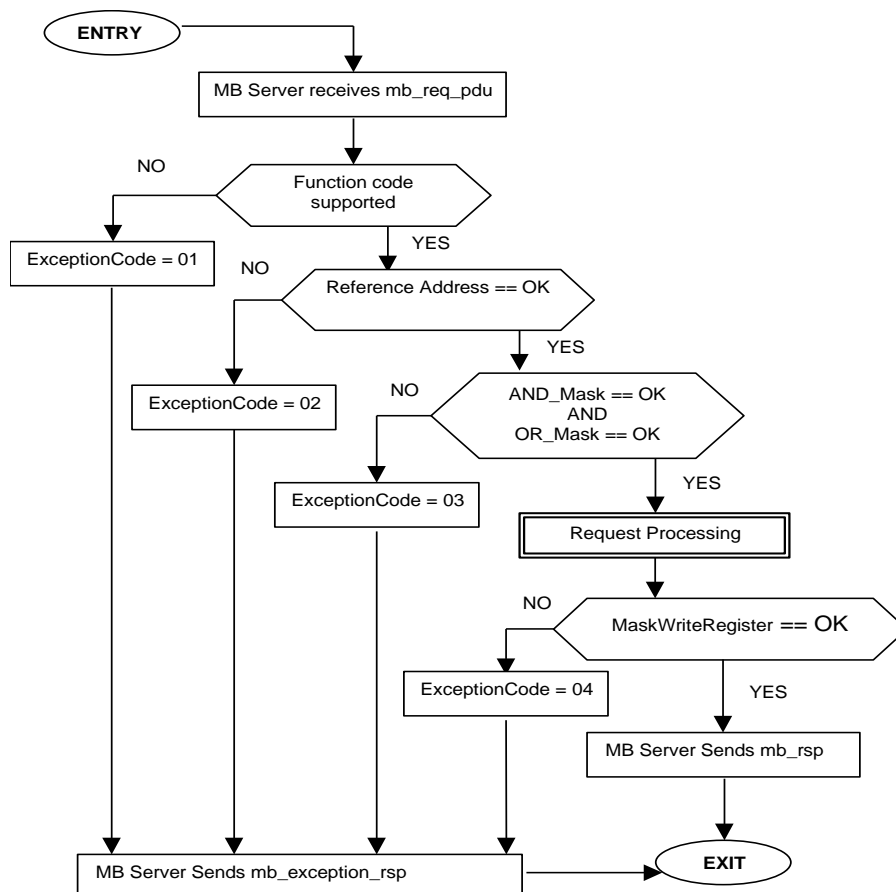 ENTRY
MB Server receives mb_req_pdu
NO
Function code
supported
YES
ExceptionCode = 01
NO
Reference Address == OK
YES
ExceptionCode = 02
NO
AND_Mask == OK
AND
OR_Mask == OK
YES
ExceptionCode = 03
Request Processing
NO
MaskWriteRegister == OK
ExceptionCode = 04
YES
MB Server Sends mb_rsp
MB Server Sends mb_exception_rsp
EXIT